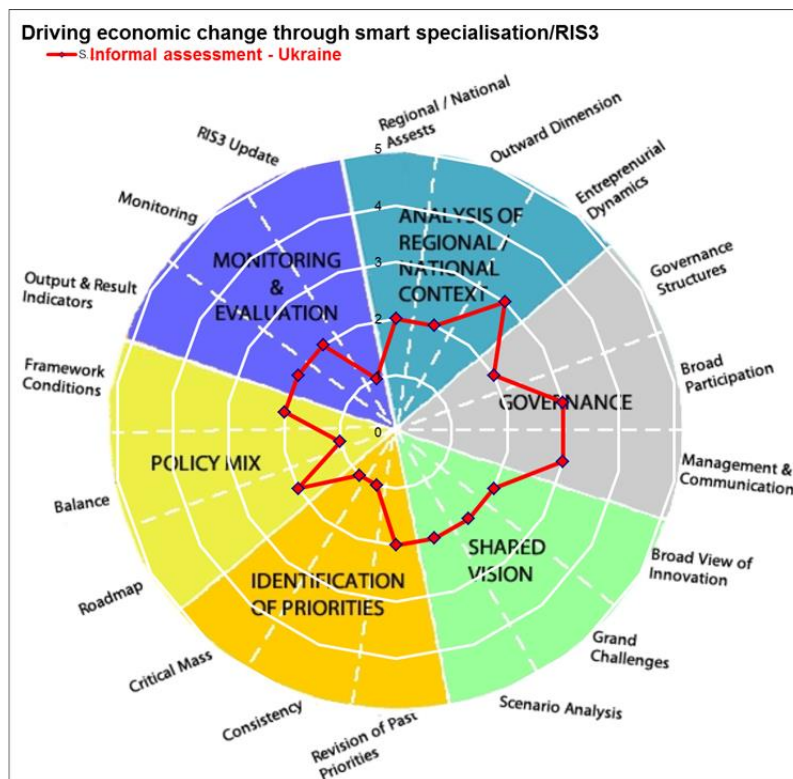 Driving economic change through smart specialisation/RIS3
S. Informal assessment - Ukraine
Regional / National
Assests
Outward Dimension
Entreprenurial
Dynamics
Governance
Structures
Broad
Participation
Management &
Communication
Broad View of
Innovation
Grand
Challenges
Scenario Analysis
Revision of Past
Priorities
Consistency
Critical Mass
Roadmap
Balance
Framework
Conditions
Output & Result
Indicators
Monitoring
RIS3 Update
5
4
3
2
0
ANALYSIS OF
REGIONAL /
NATIONAL
CONTEXT
GOVERNANCE
SHARED
VISION
IDENTIFICATION
OF PRIORITIES
POLICY MIX
MONITORING
&
EVALUATION